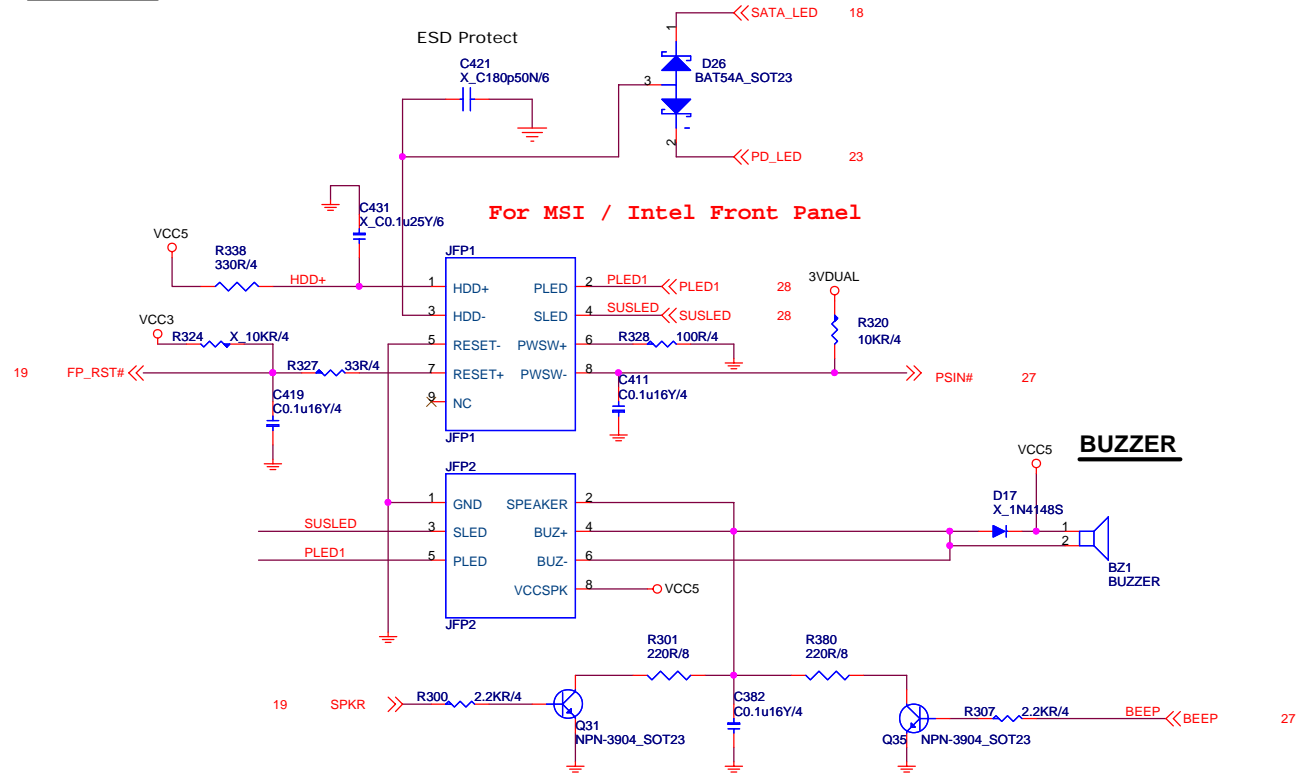 SATA_LED 18
ESD Protect
C421
X_C180p50N/6
1
D26
BAT54A_SOT23
3
2
PD_LED 23
C431
X_C0.1u25Y/6
For MSI / Intel Front Panel
VCC5
R338
330R/4
HDD+
JFP1
1 HDD+ PLED 2 PLED1 PLED1 28
3 HDD- SLED 4 SUSLED SUSLED 28
5 RESET- PWSW+ 6 R328 100R/4
7 RESET+ PWSW- 8
9 NC
JFP1
3VDUAL
R320
10KR/4
VCC3
R324 X_10KR/4
19 FP_RST# R327 33R/4
C419
C0.1u16Y/4
C411
C0.1u16Y/4
PSIN# 27
BUZZER
JFP2
1 GND SPEAKER 2
SUSLED 3 SLED BUZ+ 4
PLED1 5 PLED BUZ- 6
VCCSPK 8 VCC5
JFP2
VCC5
D17
X_1N4148S
1
2
BZ1
BUZZER
R301
220R/8
R380
220R/8
19 SPKR R300 2.2KR/4
Q31
NPN-3904_SOT23
C382
C0.1u16Y/4
Q35 NPN-3904_SOT23
R307 2.2KR/4
BEEP BEEP 27